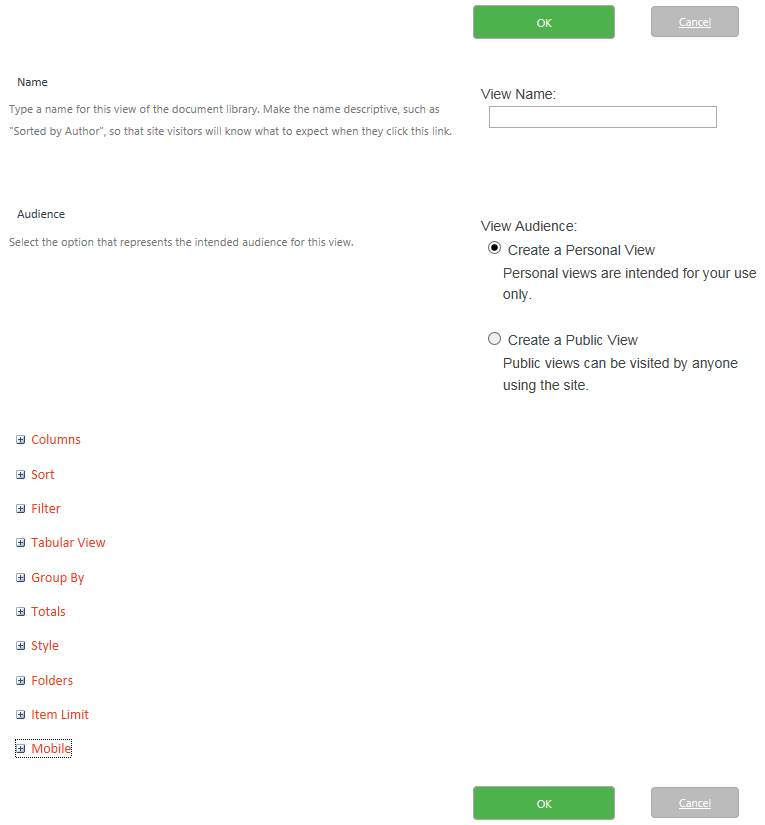 OK Cancel
Name
Type a name for this view of the document library. Make the name descriptive, such as
"Sorted by Author", so that site visitors will know what to expect when they click this link.
View Name:
Audience
Select the option that represents the intended audience for this view.
View Audience:
Create a Personal View
Personal views are intended for your use
only.
Create a Public View
Public views can be visited by anyone
using the site.
Columns
Sort
Filter
Tabular View
Group By
Totals
Style
Folders
Item Limit
Mobile
OK Cancel